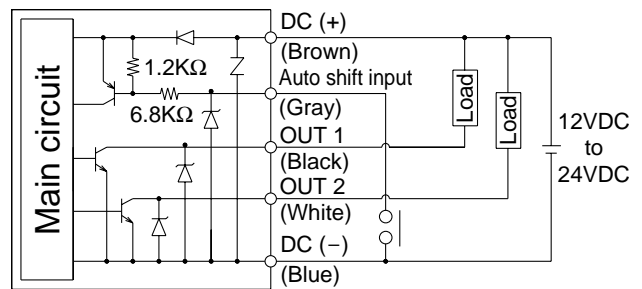 Main circuit
1.2KΩ
6.8KΩ
DC (+)
(Brown)
Auto shift input
(Gray)
OUT 1
(Black)
OUT 2
(White)
DC (−)
(Blue)
Load
Load
12VDC
to
24VDC